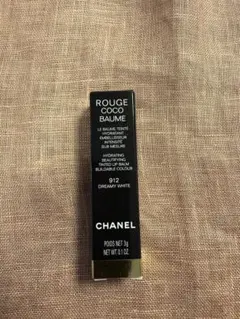 ROUGE
COCO
BAUME
LE BAUME TEINTÉ
HYDRATANT
EMBELLISSEUR
INTENSITÉ
SUR MESURE
HYDRATING
BEAUTIFYING
TINTED LIP BALM
BUILDABLE COLOUR
912
DREAMY WHITE
CHANEL
POIDS NET 3g
NET WT. 0.1 OZ.